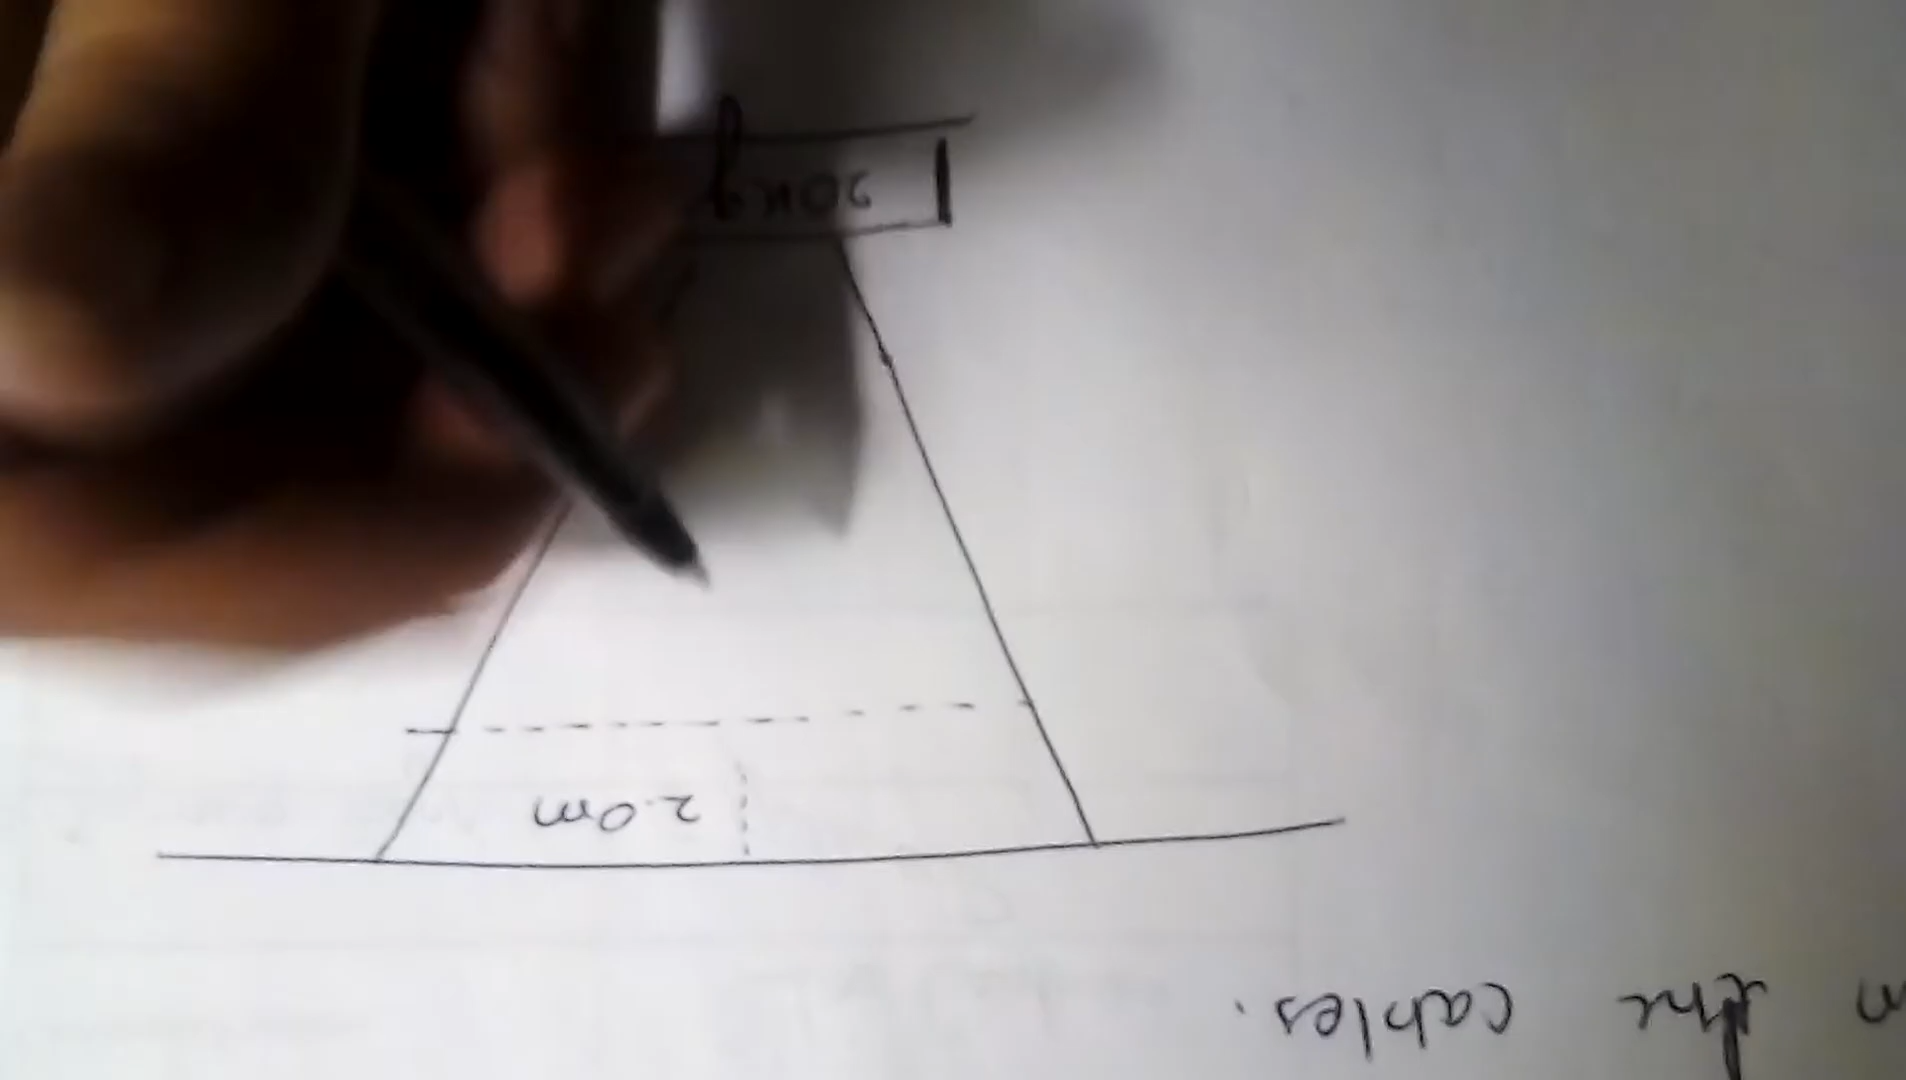 the cables.
2.0m
20kg